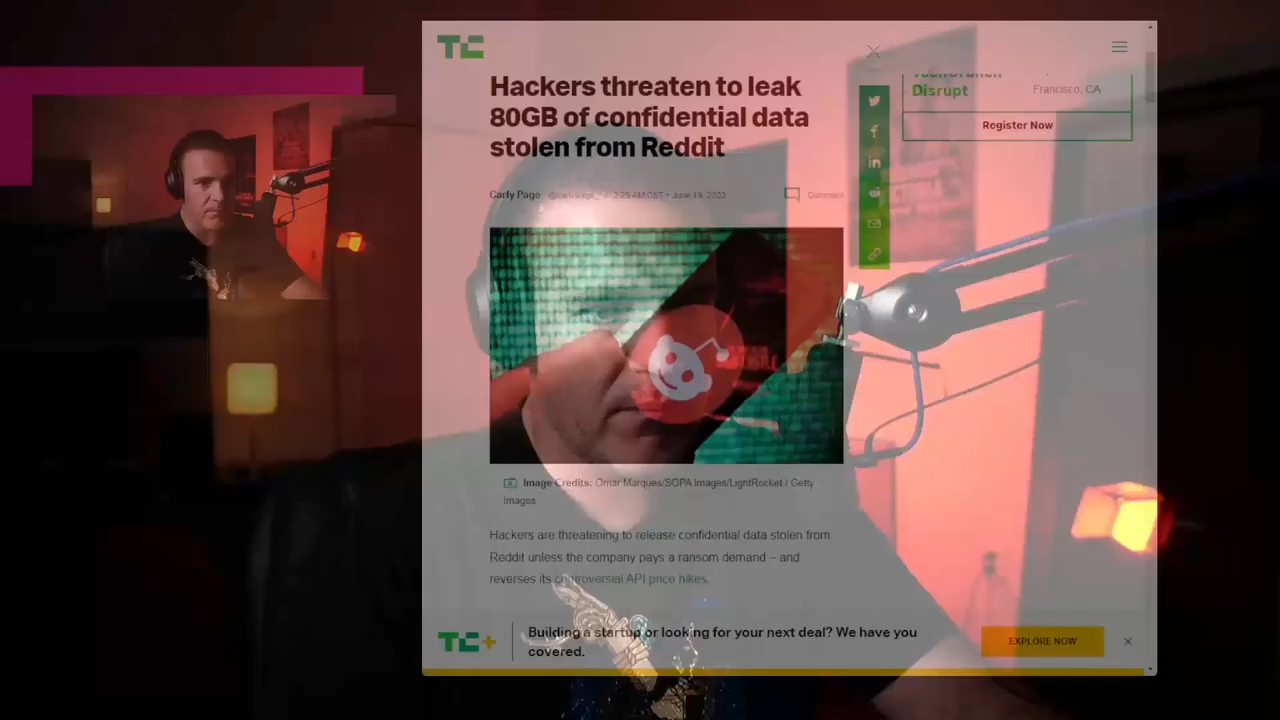 TC
Hackers threaten to leak
80GB of confidential data
stolen from Reddit
Disrupt
Francisco, CA
Register Now
Carly Page
June 19, 2023
Comment
Image Credits: Omar Marques/SOPA Images/LightRocket / Getty
Images
Hackers are threatening to release confidential data stolen from
Reddit unless the company pays a ransom demand – and
reverses its controversial API price hikes.
TC+
Building a startup or looking for your next deal? We have you
covered.
EXPLORE NOW